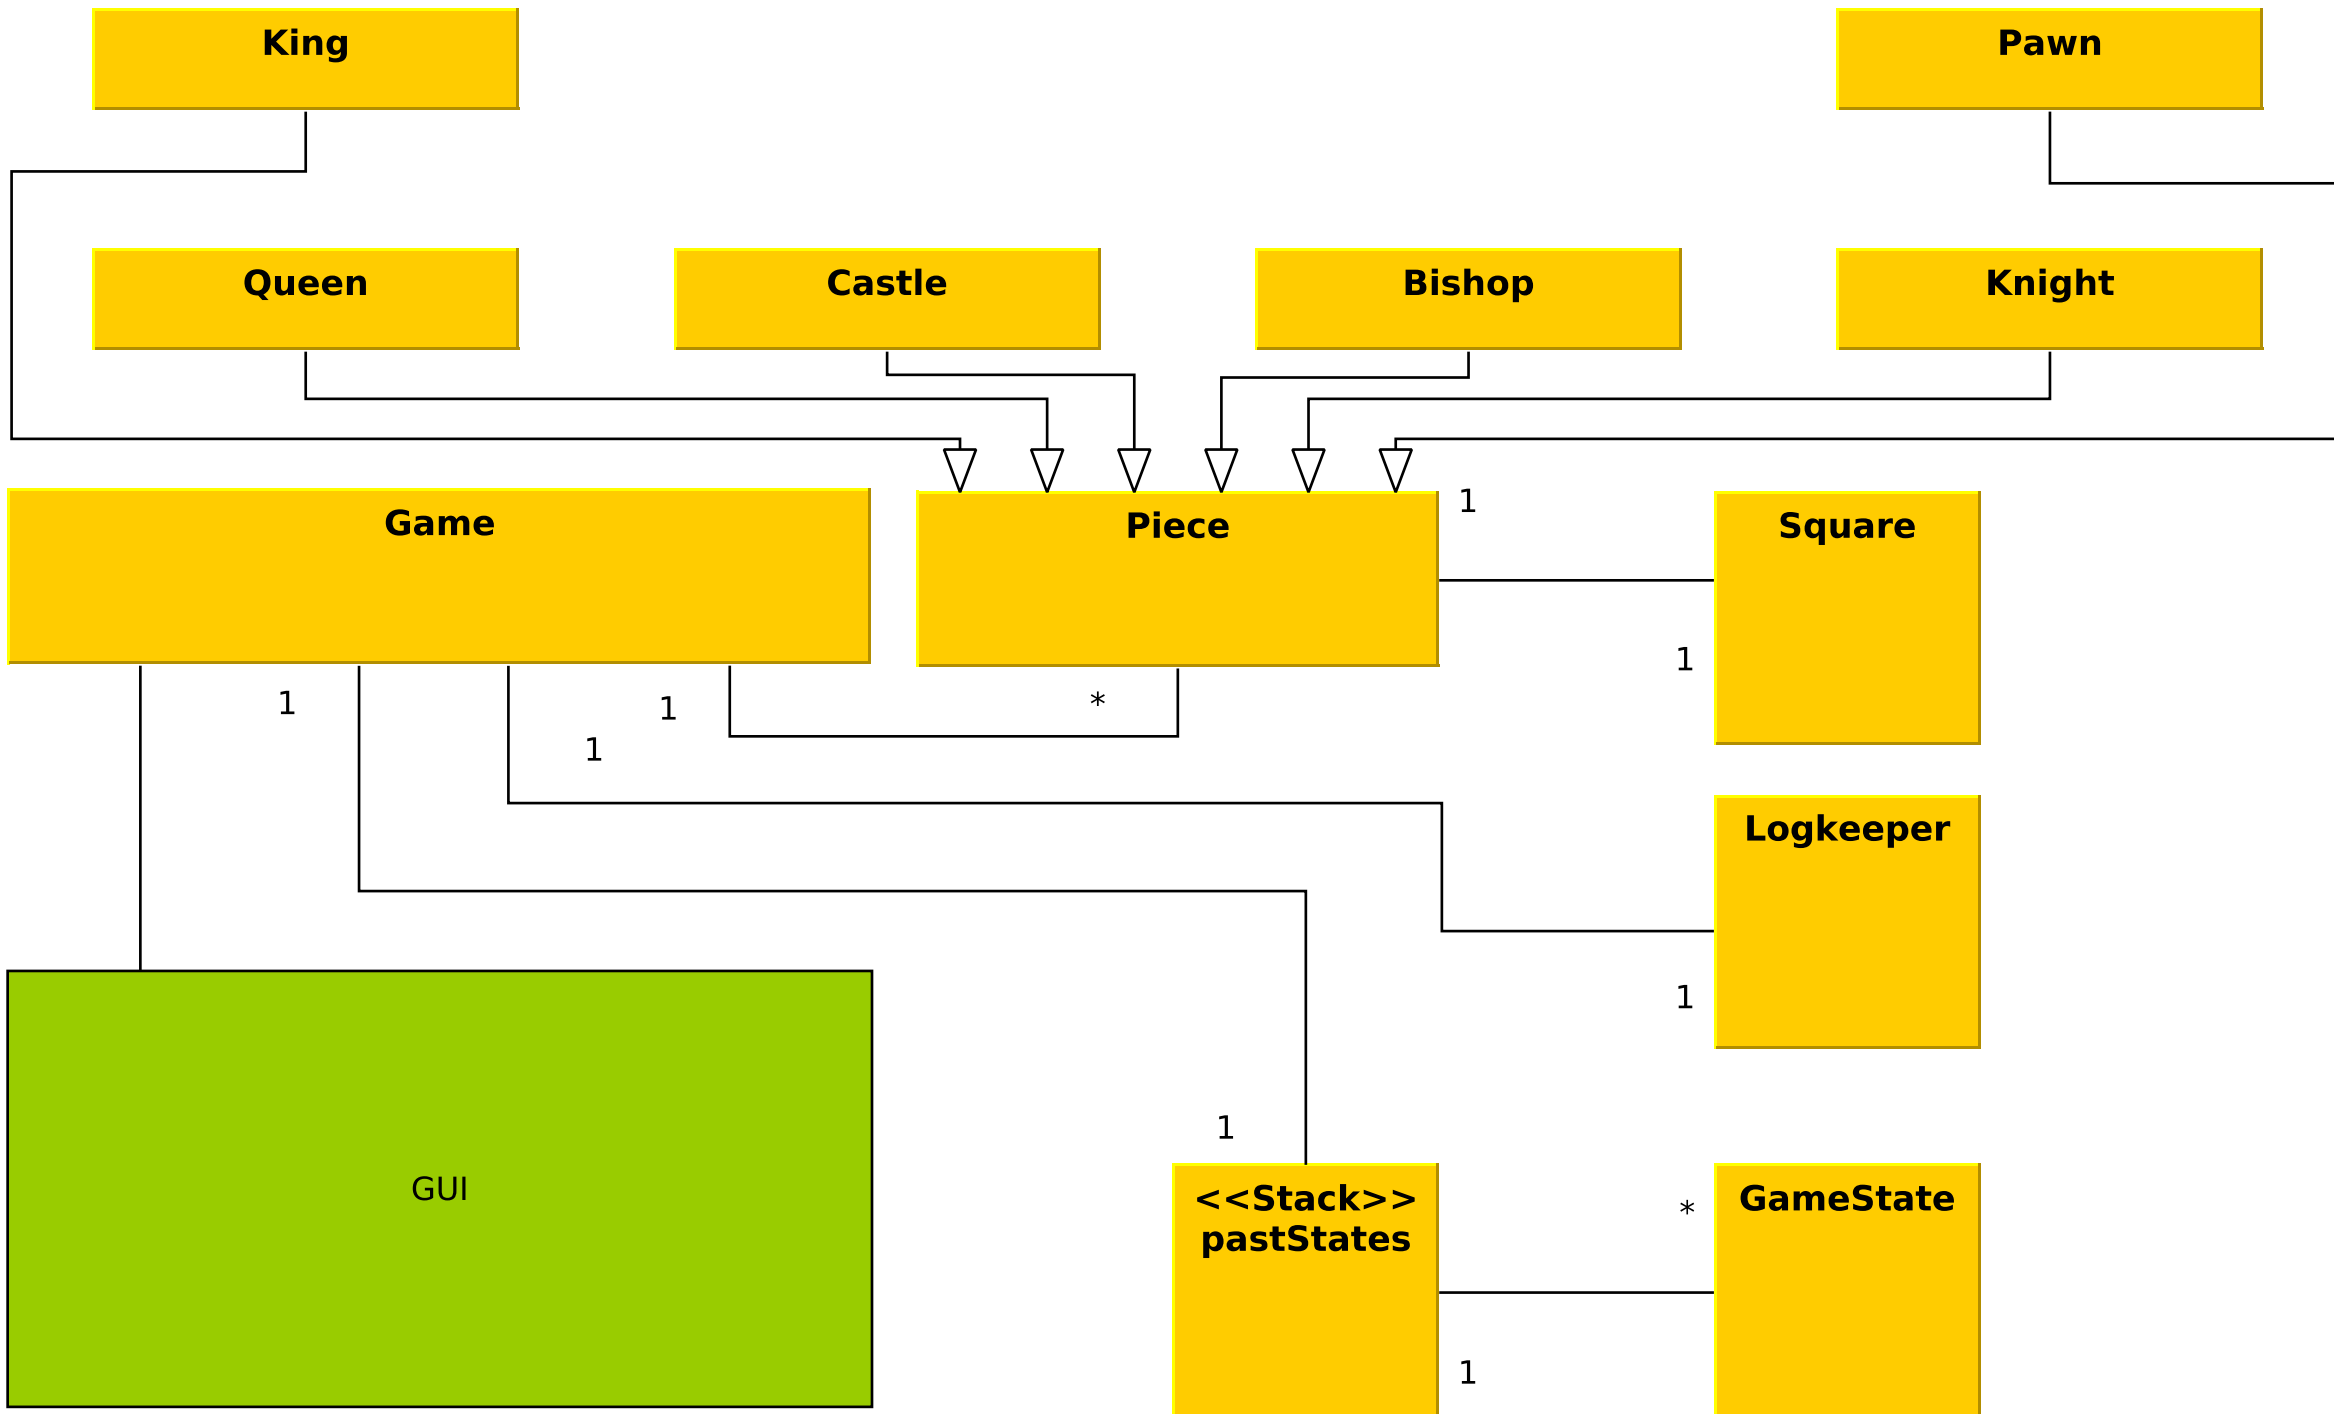 King
Pawn
Queen
Castle
Bishop
Knight
Game
Piece
1
Square
1
1
1
*
1
Logkeeper
1
GUI
1
<<Stack>>
pastStates
*
GameState
1